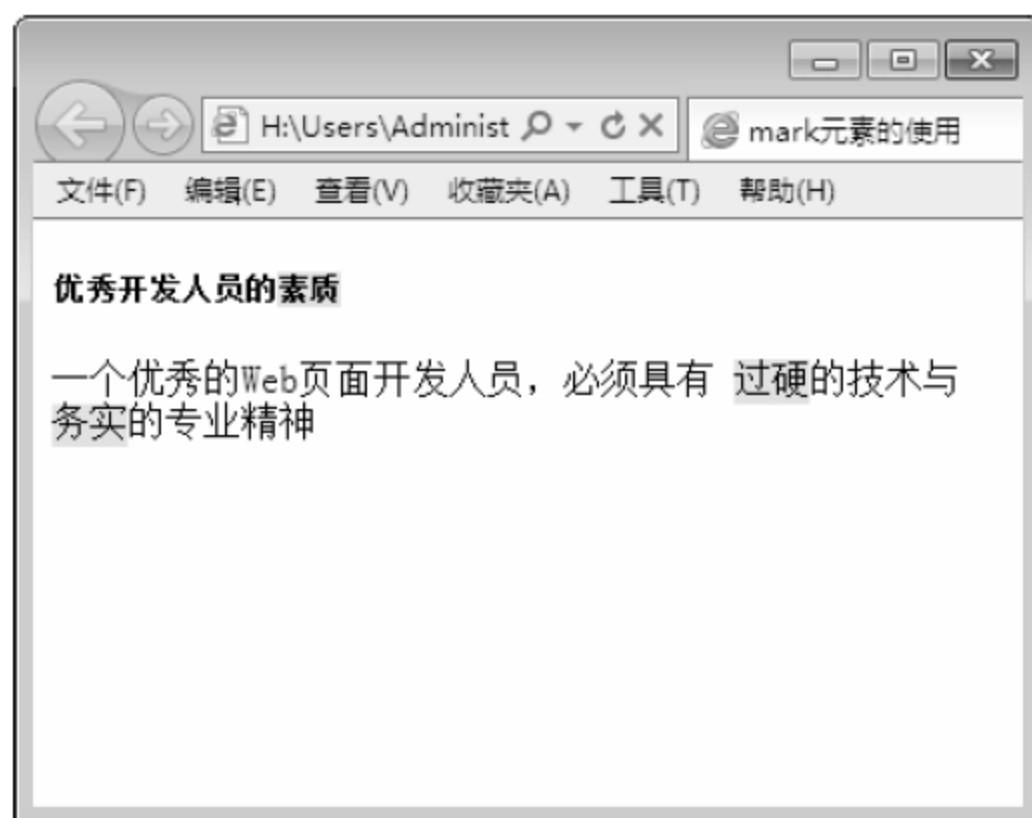 H:\Users\Administ
mark元素的使用
文件(F) 编辑(E) 查看(V) 收藏夹(A) 工具(T) 帮助(H)
优秀开发人员的素质
一个优秀的Web页面开发人员，必须具有 过硬的技术与
务实的专业精神